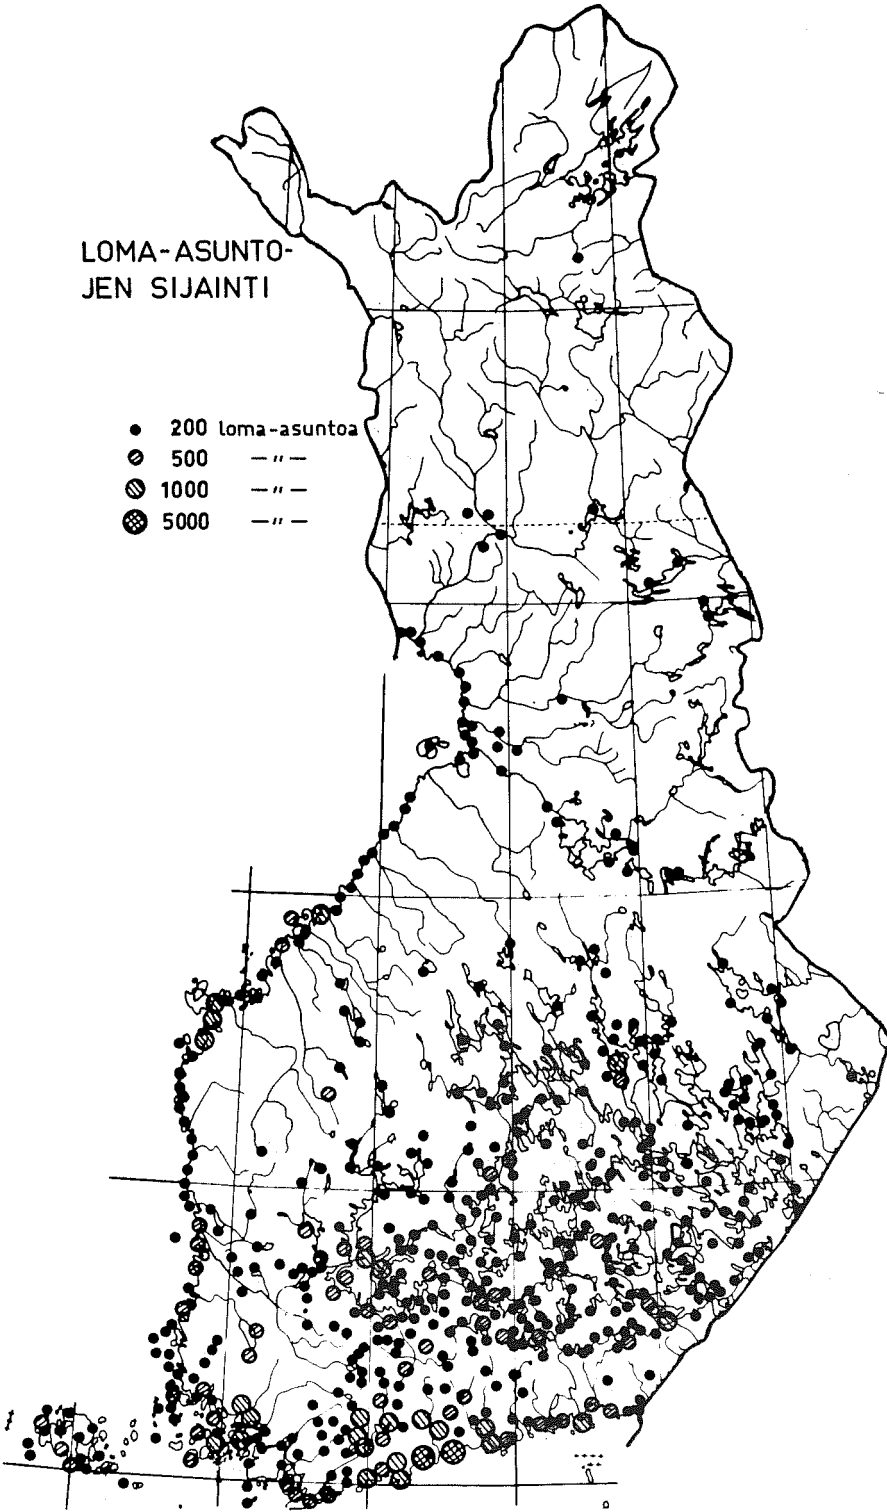 LOMA-ASUNTO-
JEN SIJAINTI
200 loma-asuntoa
500 — " —
1000 — " —
5000 — " —